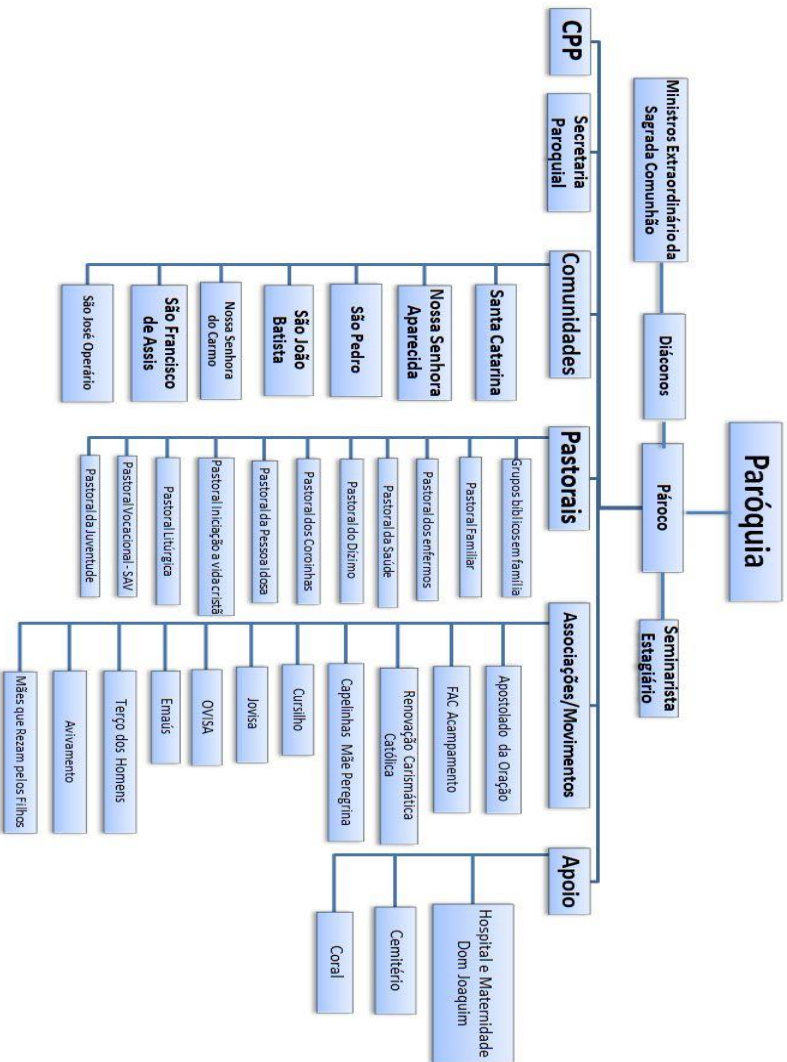 Paróquia
Ministros Extraordinário da
Sagrada Comunhão
Diáconos
Pároco
Seminarista
Estagiário
CPP
Secretaria
Paroquial
Comunidades
Santa Catarina
Nossa Senhora
Aparecida
São Pedro
São João
Batista
Nossa Senhora
do Carmo
São Francisco
de Assis
São José Operário
Pastorais
Grupos bíblicos em família
Pastoral Familiar
Pastoral dos enfermos
Pastoral da Saúde
Pastoral do Dízimo
Pastoral dos Coroinhas
Pastoral da Pessoa Idosa
Pastoral Iniciação a vida cristã
Pastoral Litúrgica
Pastoral Vocacional - SAV
Pastoral da Juventude
Associações/Movimentos
Apostolado da Oração
FAC Acampamento
Renovação Carismática
Católica
Capelinhas Mãe Peregrina
Cursilho
Jovisa
OVISA
Emaús
Terço dos Homens
Avivamento
Mães que Rezam pelos Filhos
Apoio
Hospital e Maternidade
Dom Joaquim
Cemitério
Coral